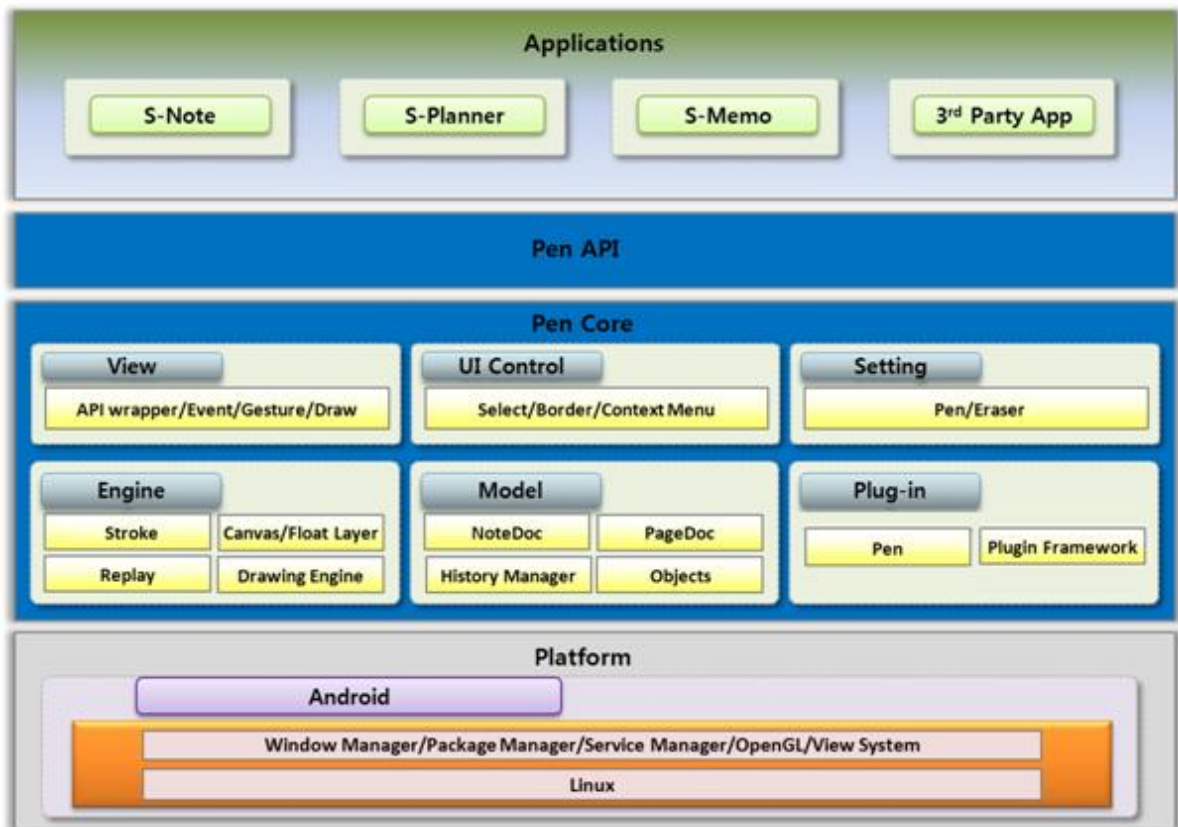 Applications
S-Note
S-Planner
S-Memo
3rd Party App
Pen API
Pen Core
View
API wrapper/Event/Gesture/Draw
UI Control
Select/Border/Context Menu
Setting
Pen/Eraser
Engine
Stroke
Canvas/Float Layer
Replay
Drawing Engine
Model
NoteDoc
PageDoc
History Manager
Objects
Plug-in
Pen
Plugin Framework
Platform
Android
Window Manager/Package Manager/Service Manager/OpenGL/View System
Linux